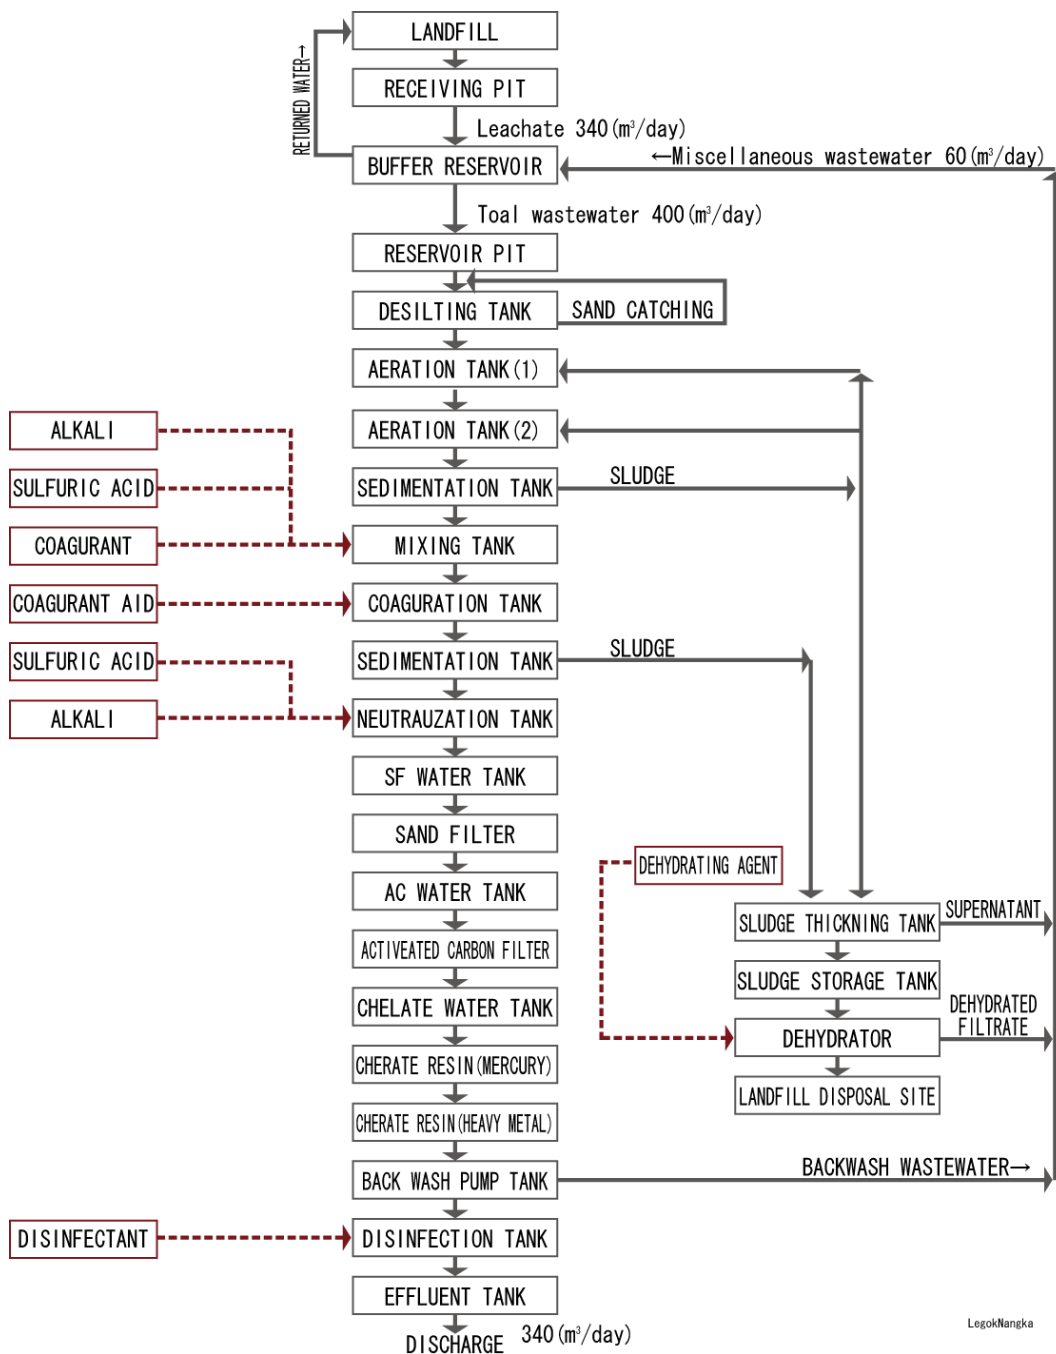 LANDFILL
RETURNED WATER→
RECEIVING PIT
Leachate 340(m³/day)
BUFFER RESERVOIR
←Miscellaneous wastewater 60(m³/day)
Toal wastewater 400(m³/day)
RESERVOIR PIT
DESILTING TANK
SAND CATCHING
AERATION TANK(1)
ALKALI
AERATION TANK(2)
SULFURIC ACID
SEDIMENTATION TANK
SLUDGE
COAGURANT
MIXING TANK
COAGURANT AID
COAGURATION TANK
SULFURIC ACID
SEDIMENTATION TANK
SLUDGE
ALKALI
NEUTRAUZATION TANK
SF WATER TANK
SAND FILTER
DEHYDRATING AGENT
AC WATER TANK
SLUDGE THICKNING TANK
SUPERNATANT
ACTIVEATED CARBON FILTER
SLUDGE STORAGE TANK
CHELATE WATER TANK
DEHYDRATED
FILTRATE
DEHYDRATOR
CHERATE RESIN(MERCURY)
LANDFILL DISPOSAL SITE
CHERATE RESIN(HEAVY METAL)
BACK WASH PUMP TANK
BACKWASH WASTEWATER→
DISINFECTANT
DISINFECTION TANK
EFFLUENT TANK
DISCHARGE 340(m³/day)
LegokNangka